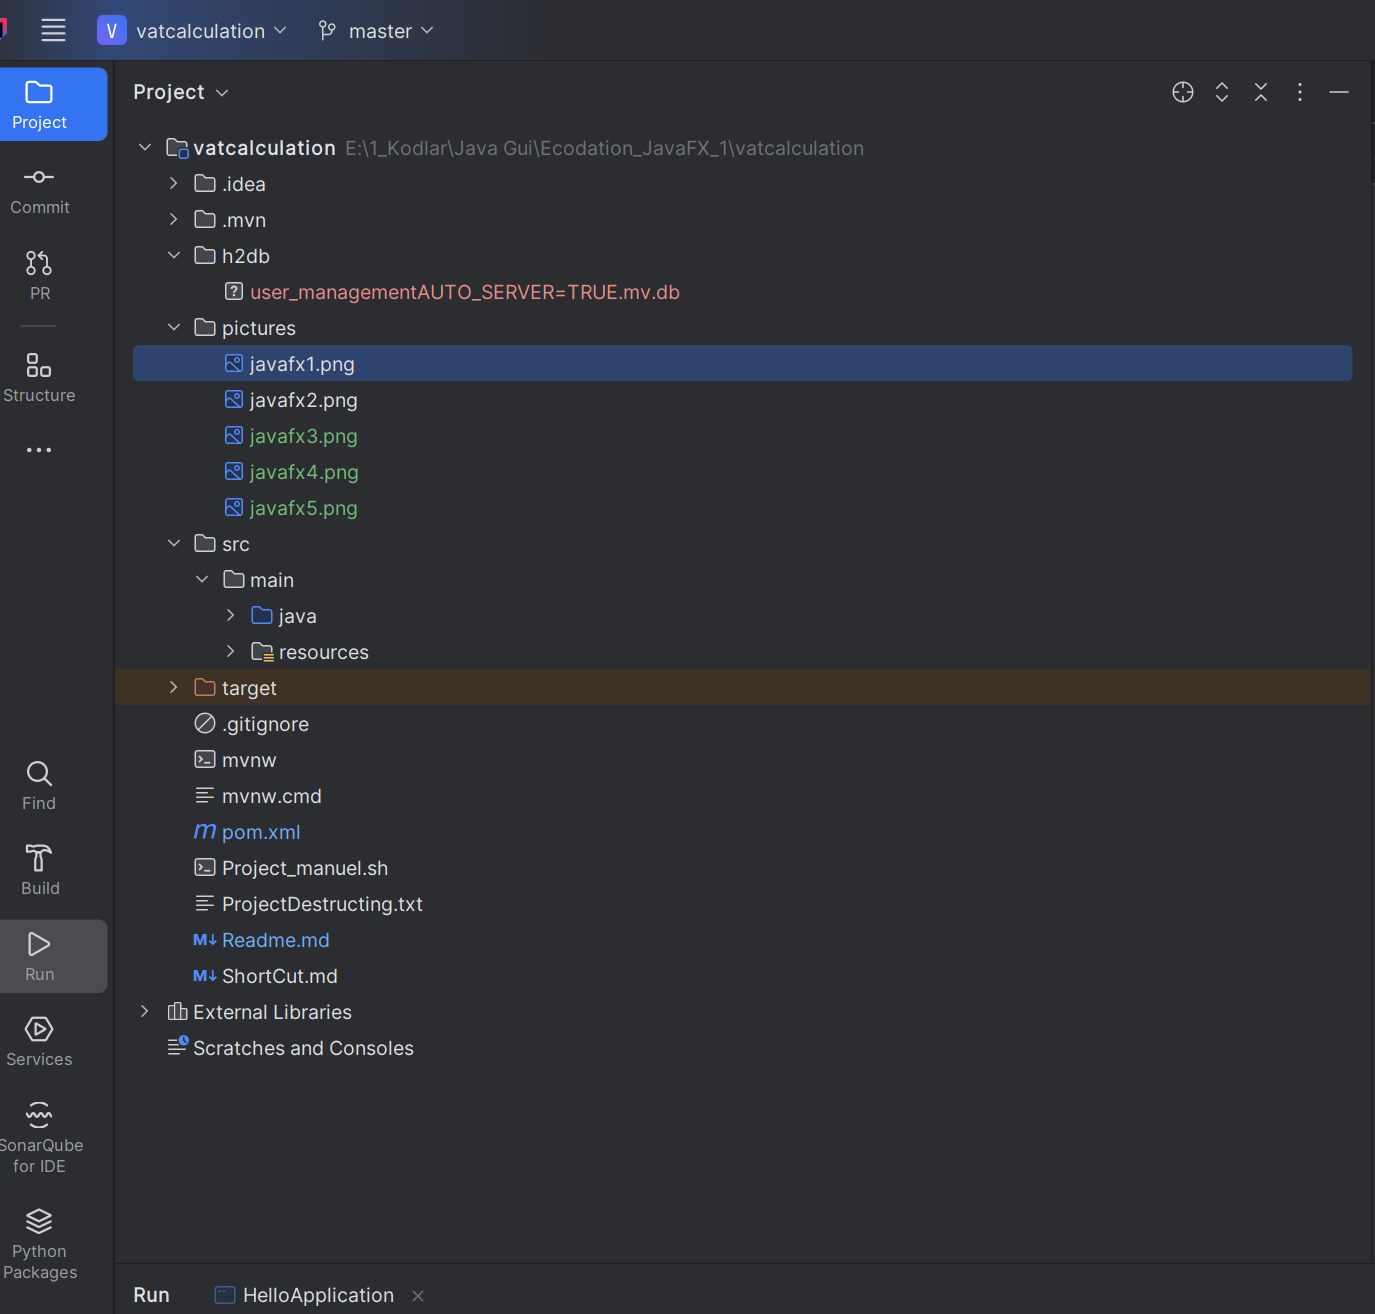 V vatcalculation master
Project
Project
Commit
PR
Structure
Find
Build
Run
Services
SonarQube
for IDE
Python
Packages
vatcalculation E:\1_Kodlar\Java Gui\Ecodation_JavaFX_1\vatcalculation
.idea
.mvn
h2db
user_managementAUTO_SERVER=TRUE.mv.db
pictures
javafx1.png
javafx2.png
javafx3.png
javafx4.png
javafx5.png
src
main
java
resources
target
.gitignore
mvnw
mvnw.cmd
pom.xml
Project_manuel.sh
ProjectDestructing.txt
Readme.md
ShortCut.md
External Libraries
Scratches and Consoles
Run HelloApplication